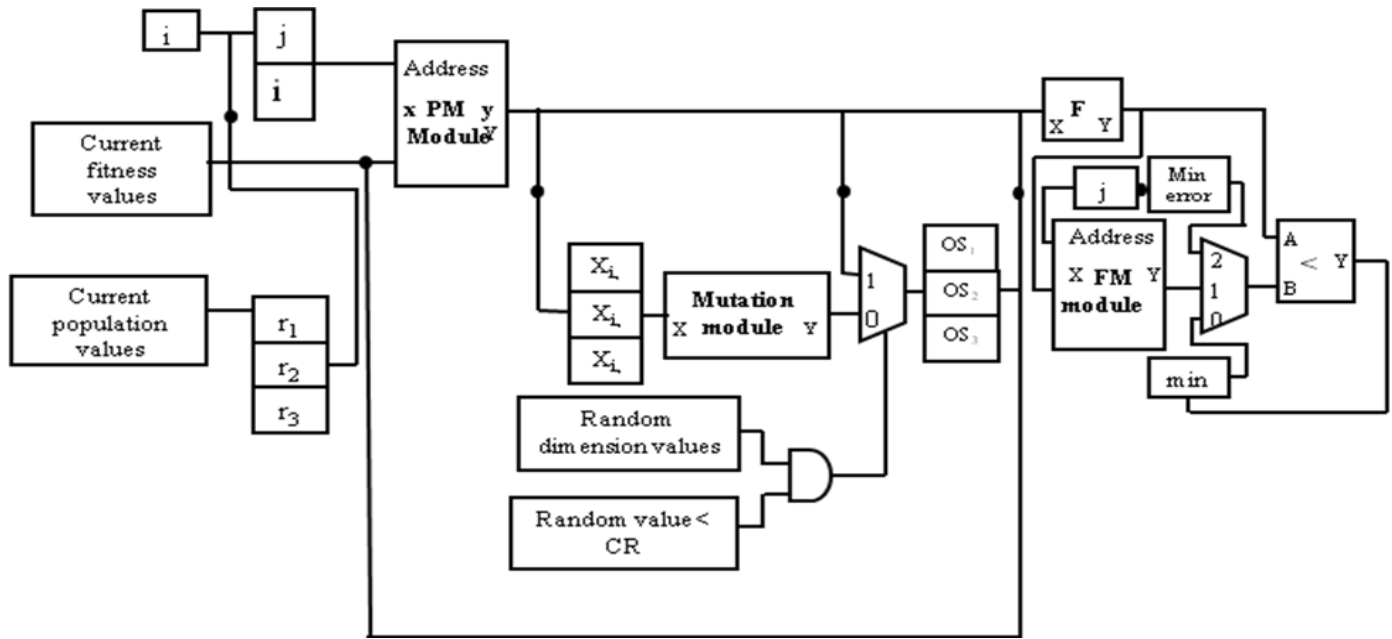 i
j
i
Current
fitness
values
Current
population
values
r1
r2
r3
Address
x PM y
Module
Y
Xi,
Xi,
Xi,
Mutation
module
X Y
Random
dimension values
Random value <
CR
1
0
OS1
OS2
OS3
F
X Y
j
Min
error
Address
X FM Y
module
2
1
0
min
A
< Y
B